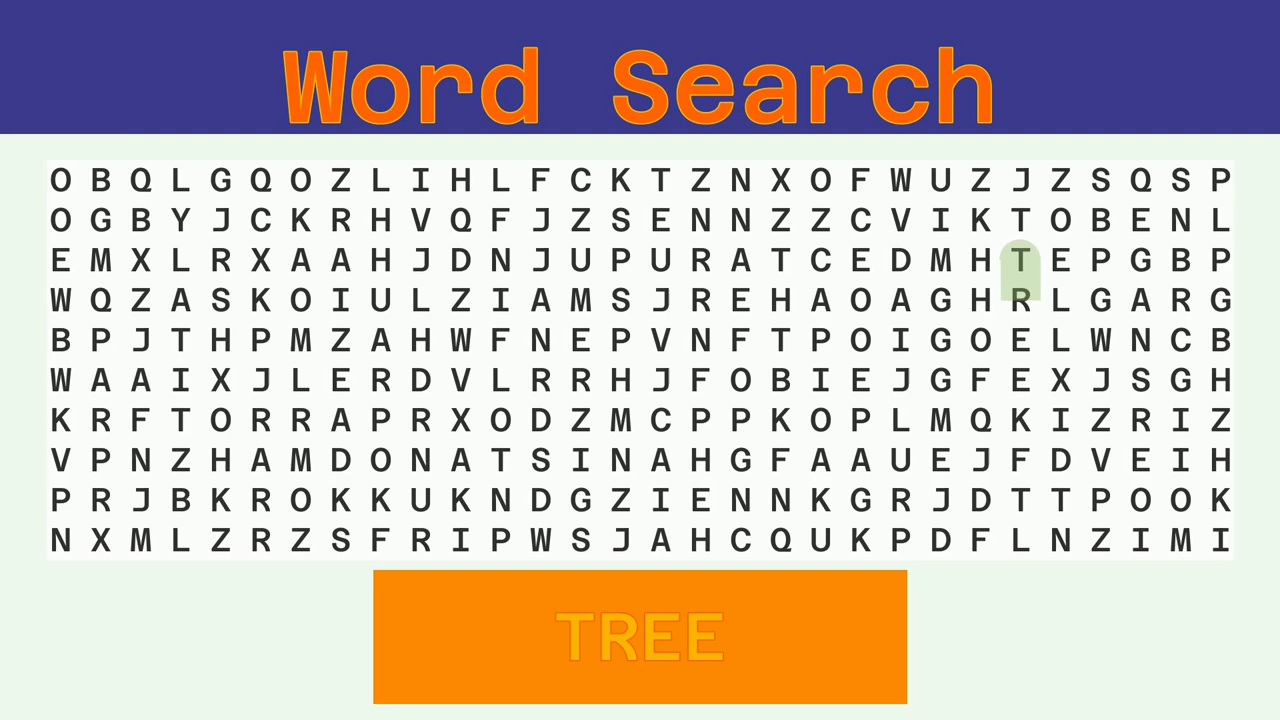 Word Search
O B Q L G Q O Z L I H L F C K T Z N X O F W U Z J Z S Q S P
O G B Y J C K R H V Q F J Z S E N N Z Z C V I K T O B E N L
E M X L R X A A H J D N J U P U R A T C E D M H T E P G B P
W Q Z A S K O I U L Z I A M S J R E H A O A G H R L G A R G
B P J T H P M Z A H W F N E P V N F T P O I G O E L W N C B
W A A I X J L E R D V L R R H J F O B I E J G F E X J S G H
K R F T O R R A P R X O D Z M C P P K O P L M Q K I Z R I Z
V P N Z H A M D O N A T S I N A H G F A A U E J F D V E I H
P R J B K R O K K U K N D G Z I E N N K G R J D T T P O O K
N X M L Z R Z S F R I P W S J A H C Q U K P D F L N Z I M I
TREE